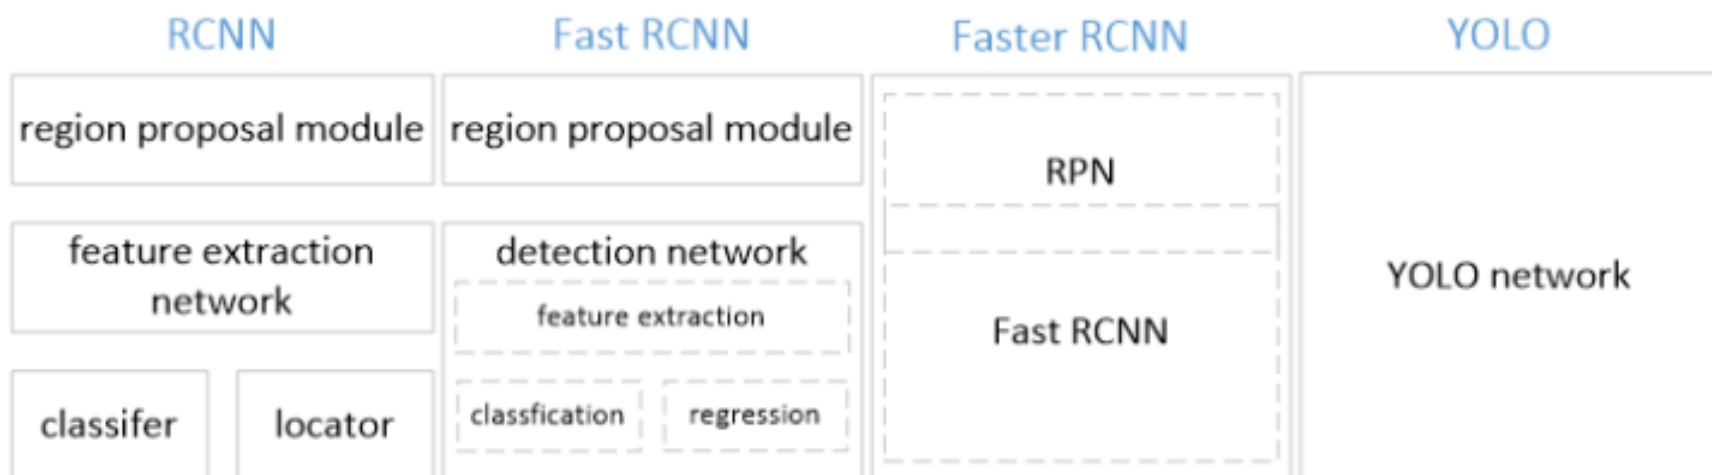 RCNN
Fast RCNN
Faster RCNN
YOLO
region proposal module
feature extraction
network
classifer
locator
region proposal module
detection network
feature extraction
classfication
regression
RPN
Fast RCNN
YOLO network